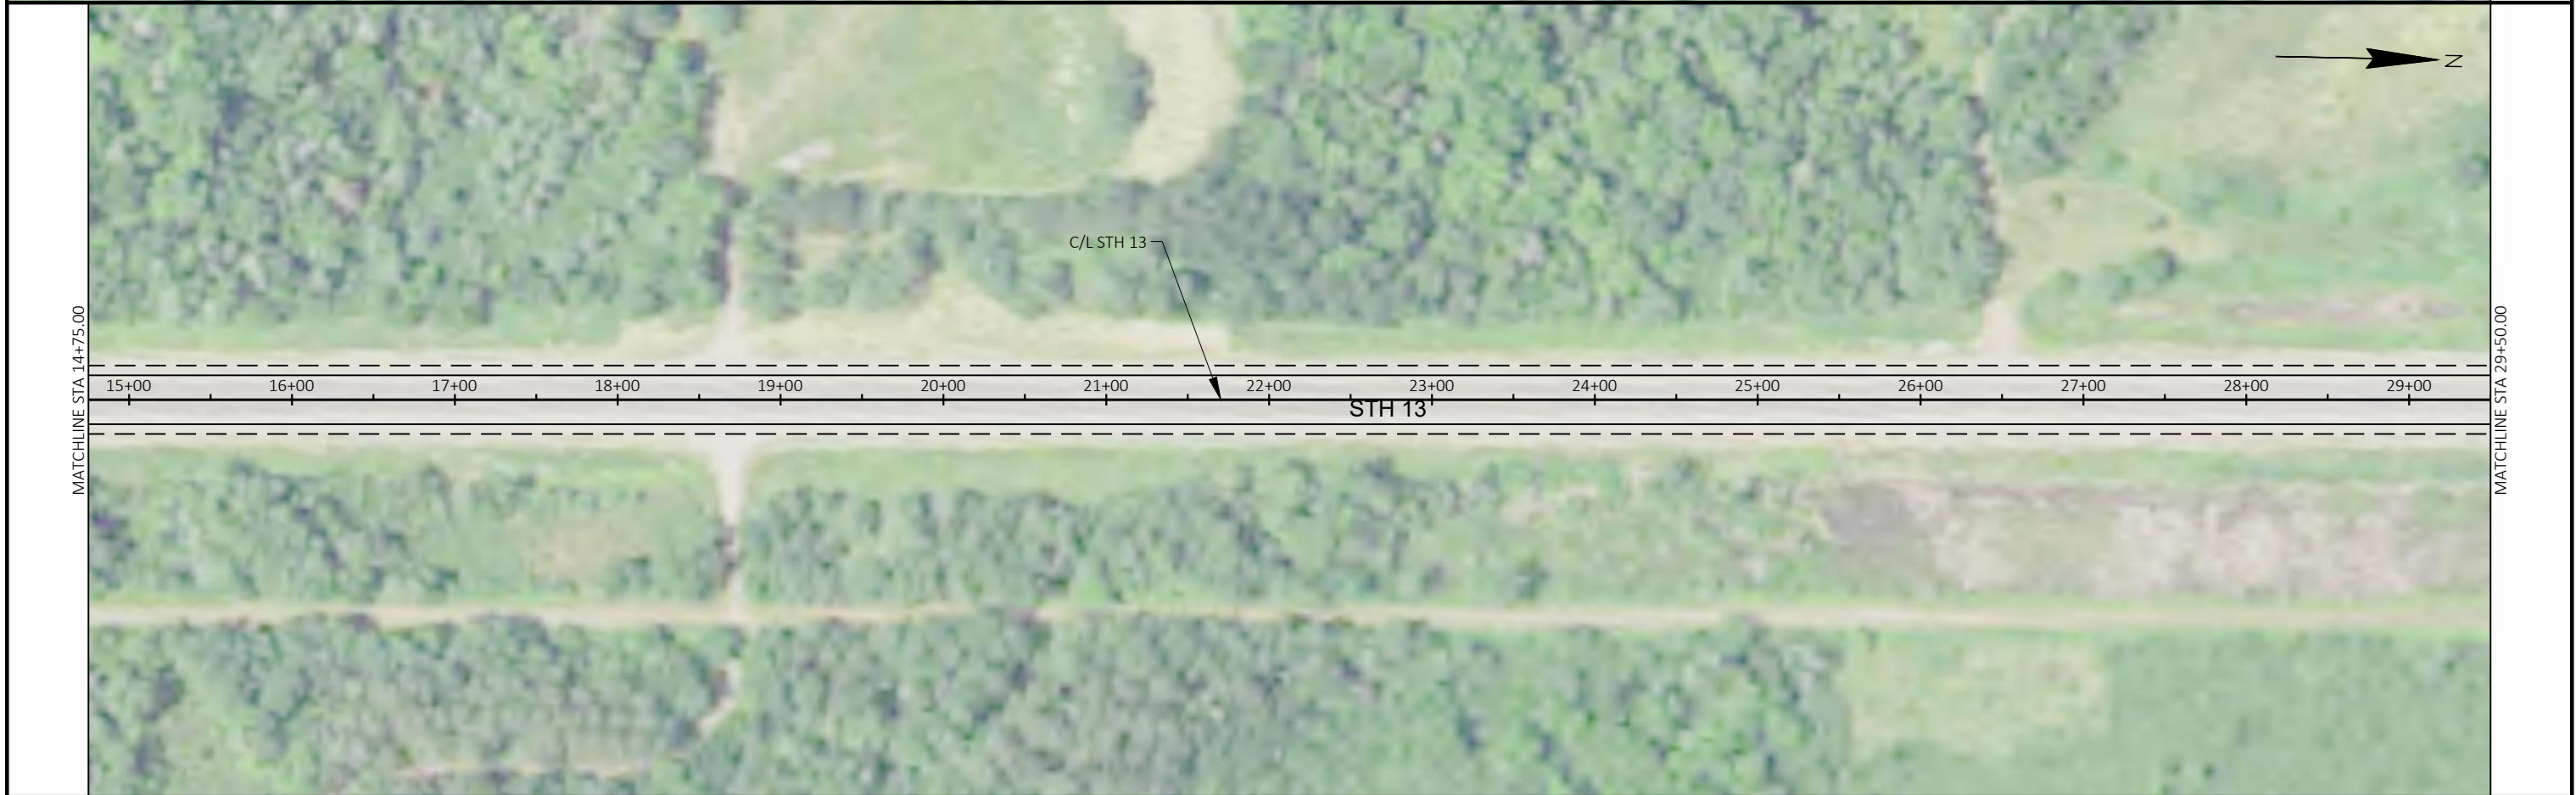 N
C/L STH 13
MATCHLINE STA 14+75.00
MATCHLINE STA 29+50.00
15+00 16+00 17+00 18+00 19+00 20+00 21+00 22+00 23+00 24+00 25+00 26+00 27+00 28+00 29+00
STH 13